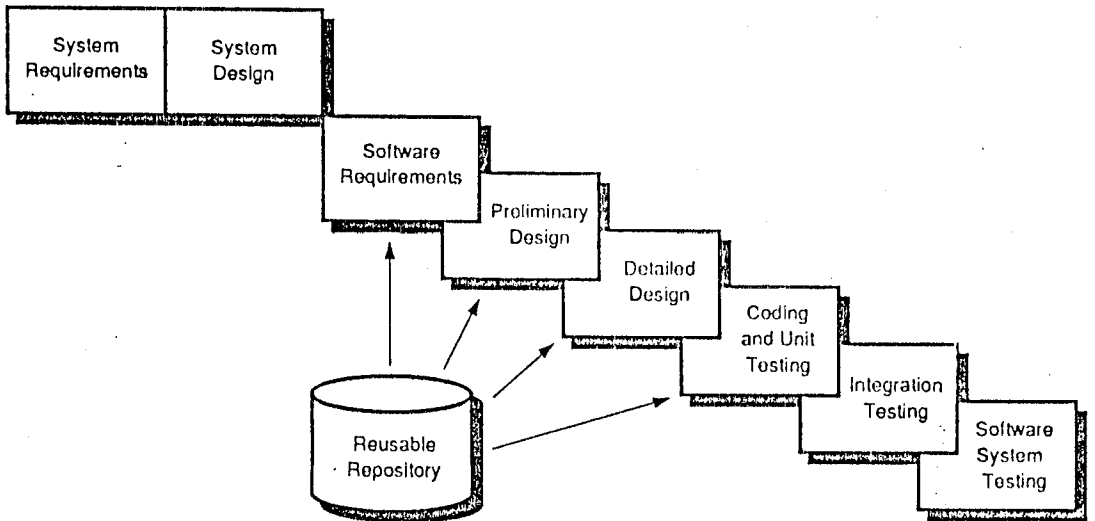 System
Requirements
System
Design
Software
Requirements
Preliminary
Design
Detailed
Design
Coding
and Unit
Testing
Integration
Testing
Software
System
Testing
Reusable
Repository